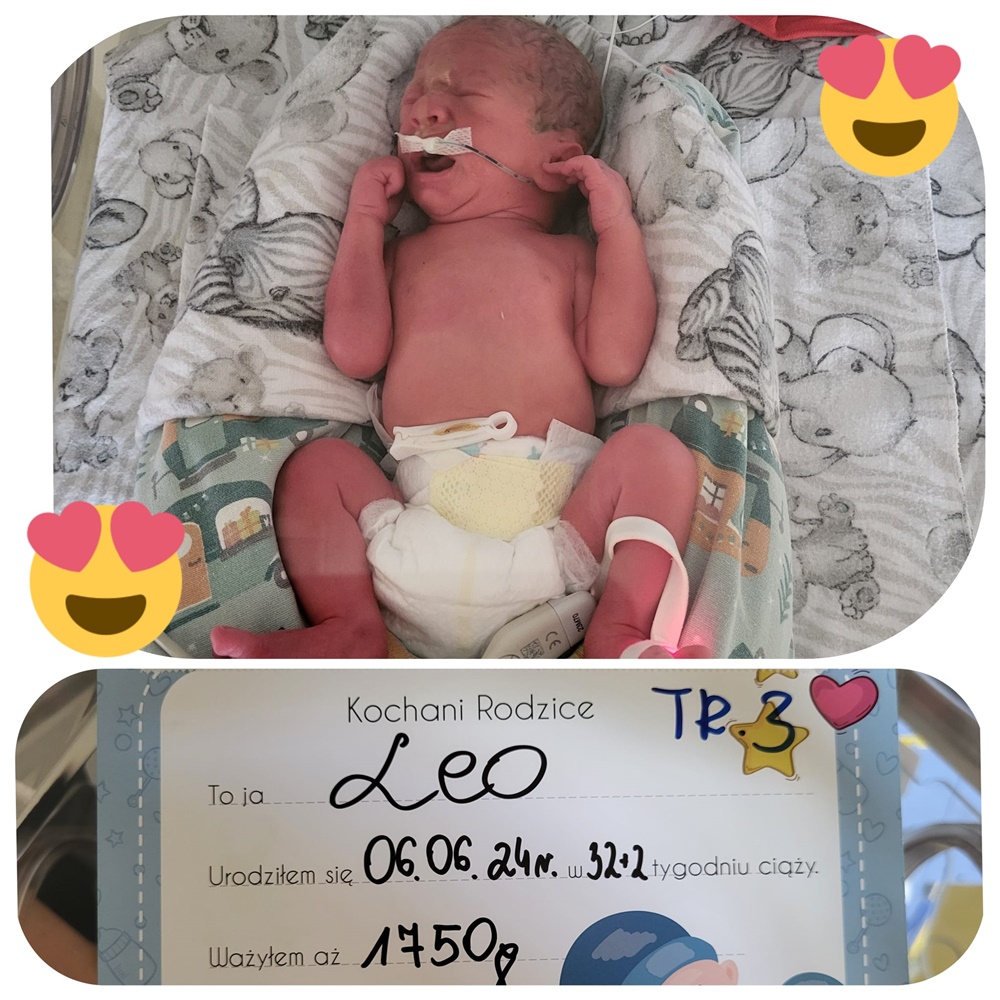 Kochani Rodzice
TR. 3
To ja Leo
Urodziłem się 06.06.24r. w 32+2 tygodniu ciąży.
Ważyłem aż 1750g